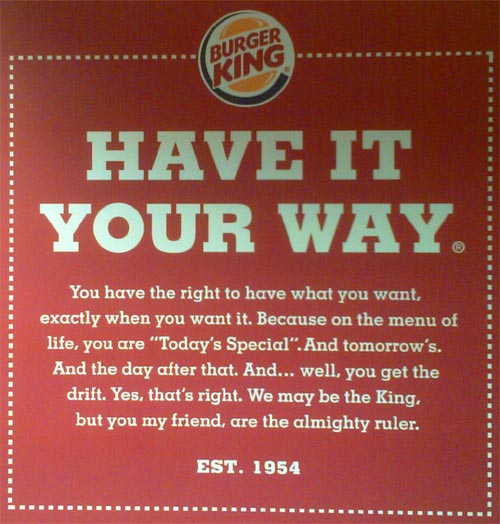 BURGER
KING®
HAVE IT
YOUR WAY®
You have the right to have what you want,
exactly when you want it. Because on the menu of
life, you are "Today's Special". And tomorrow's.
And the day after that. And... well, you get the
drift. Yes, that's right. We may be the King,
but you my friend, are the almighty ruler.
EST. 1954